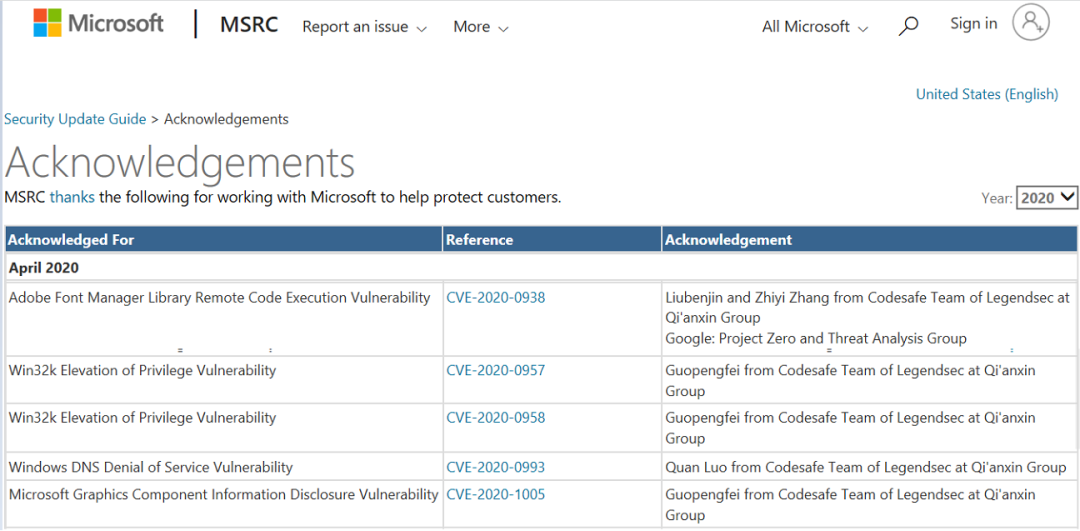 Microsoft | MSRC Report an issue More All Microsoft Sign in
United States (English)
Security Update Guide > Acknowledgements
Acknowledgements
MSRC thanks the following for working with Microsoft to help protect customers.
Year: 2020
Acknowledged For Reference Acknowledgement
April 2020
Adobe Font Manager Library Remote Code Execution Vulnerability CVE-2020-0938 Liubenjin and Zhiyi Zhang from Codesafe Team of Legendsec at
Qi'anxin Group
Google: Project Zero and Threat Analysis Group
Win32k Elevation of Privilege Vulnerability CVE-2020-0957 Guopengfei from Codesafe Team of Legendsec at Qi'anxin
Group
Win32k Elevation of Privilege Vulnerability CVE-2020-0958 Guopengfei from Codesafe Team of Legendsec at Qi'anxin
Group
Windows DNS Denial of Service Vulnerability CVE-2020-0993 Quan Luo from Codesafe Team of Legendsec at Qi'anxin Group
Microsoft Graphics Component Information Disclosure Vulnerability CVE-2020-1005 Guopengfei from Codesafe Team of Legendsec at Qi'anxin
Group